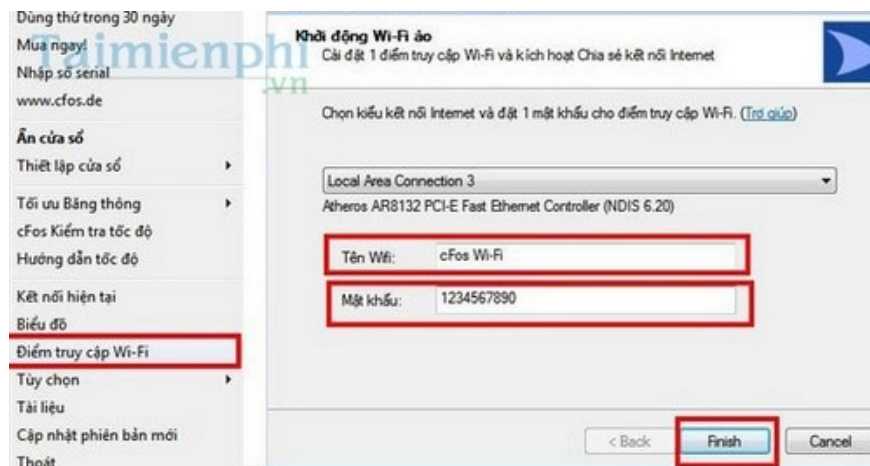 Dùng thử trong 30 ngày
Mua ngay!
Nhập số serial
www.cfos.de
Ẩn cửa sổ
Thiết lập cửa sổ
Tối ưu Băng thông
cFos Kiểm tra tốc độ
Hướng dẫn tốc độ
Kết nối hiện tại
Biểu đồ
Điểm truy cập Wi-Fi
Tùy chọn
Tài liệu
Cập nhật phiên bản mới
Thoát
Taimienphi
.vn
Khởi động Wi-Fi ảo
Cài đặt 1 điểm truy cập Wi-Fi và kích hoạt Chia sẻ kết nối Internet
Chọn kiểu kết nối Internet và đặt 1 mật khẩu cho điểm truy cập Wi-Fi. (Trợ giúp)
Local Area Connection 3
Atheros AR8132 PCI-E Fast Ethernet Controller (NDIS 6.20)
Tên Wifi: cFos Wi-Fi
Mật khẩu: 1234567890
< Back Finish Cancel